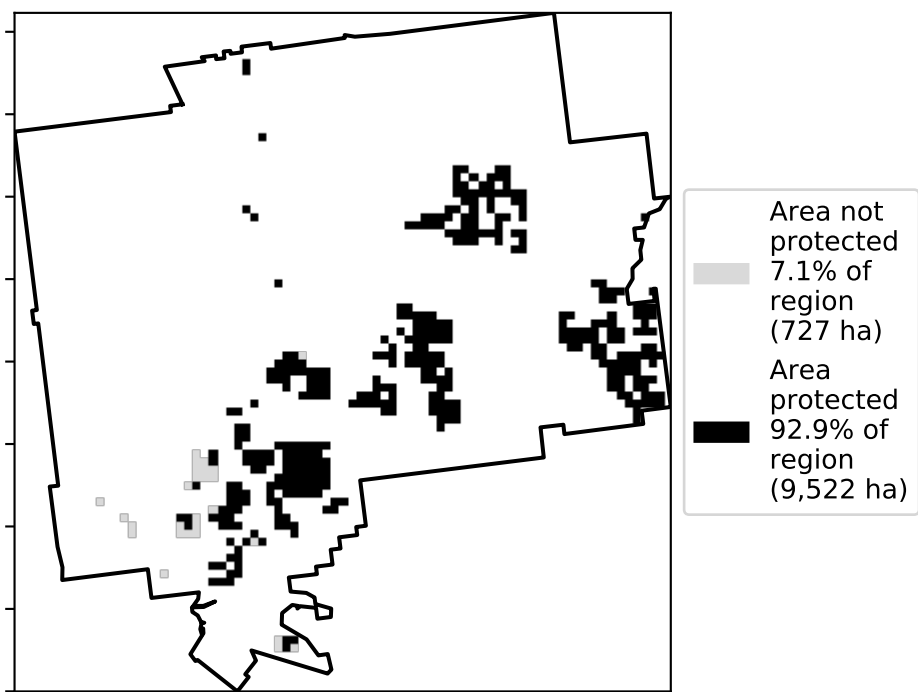 Area not
protected
7.1% of
region
(727 ha)
Area
protected
92.9% of
region
(9,522 ha)